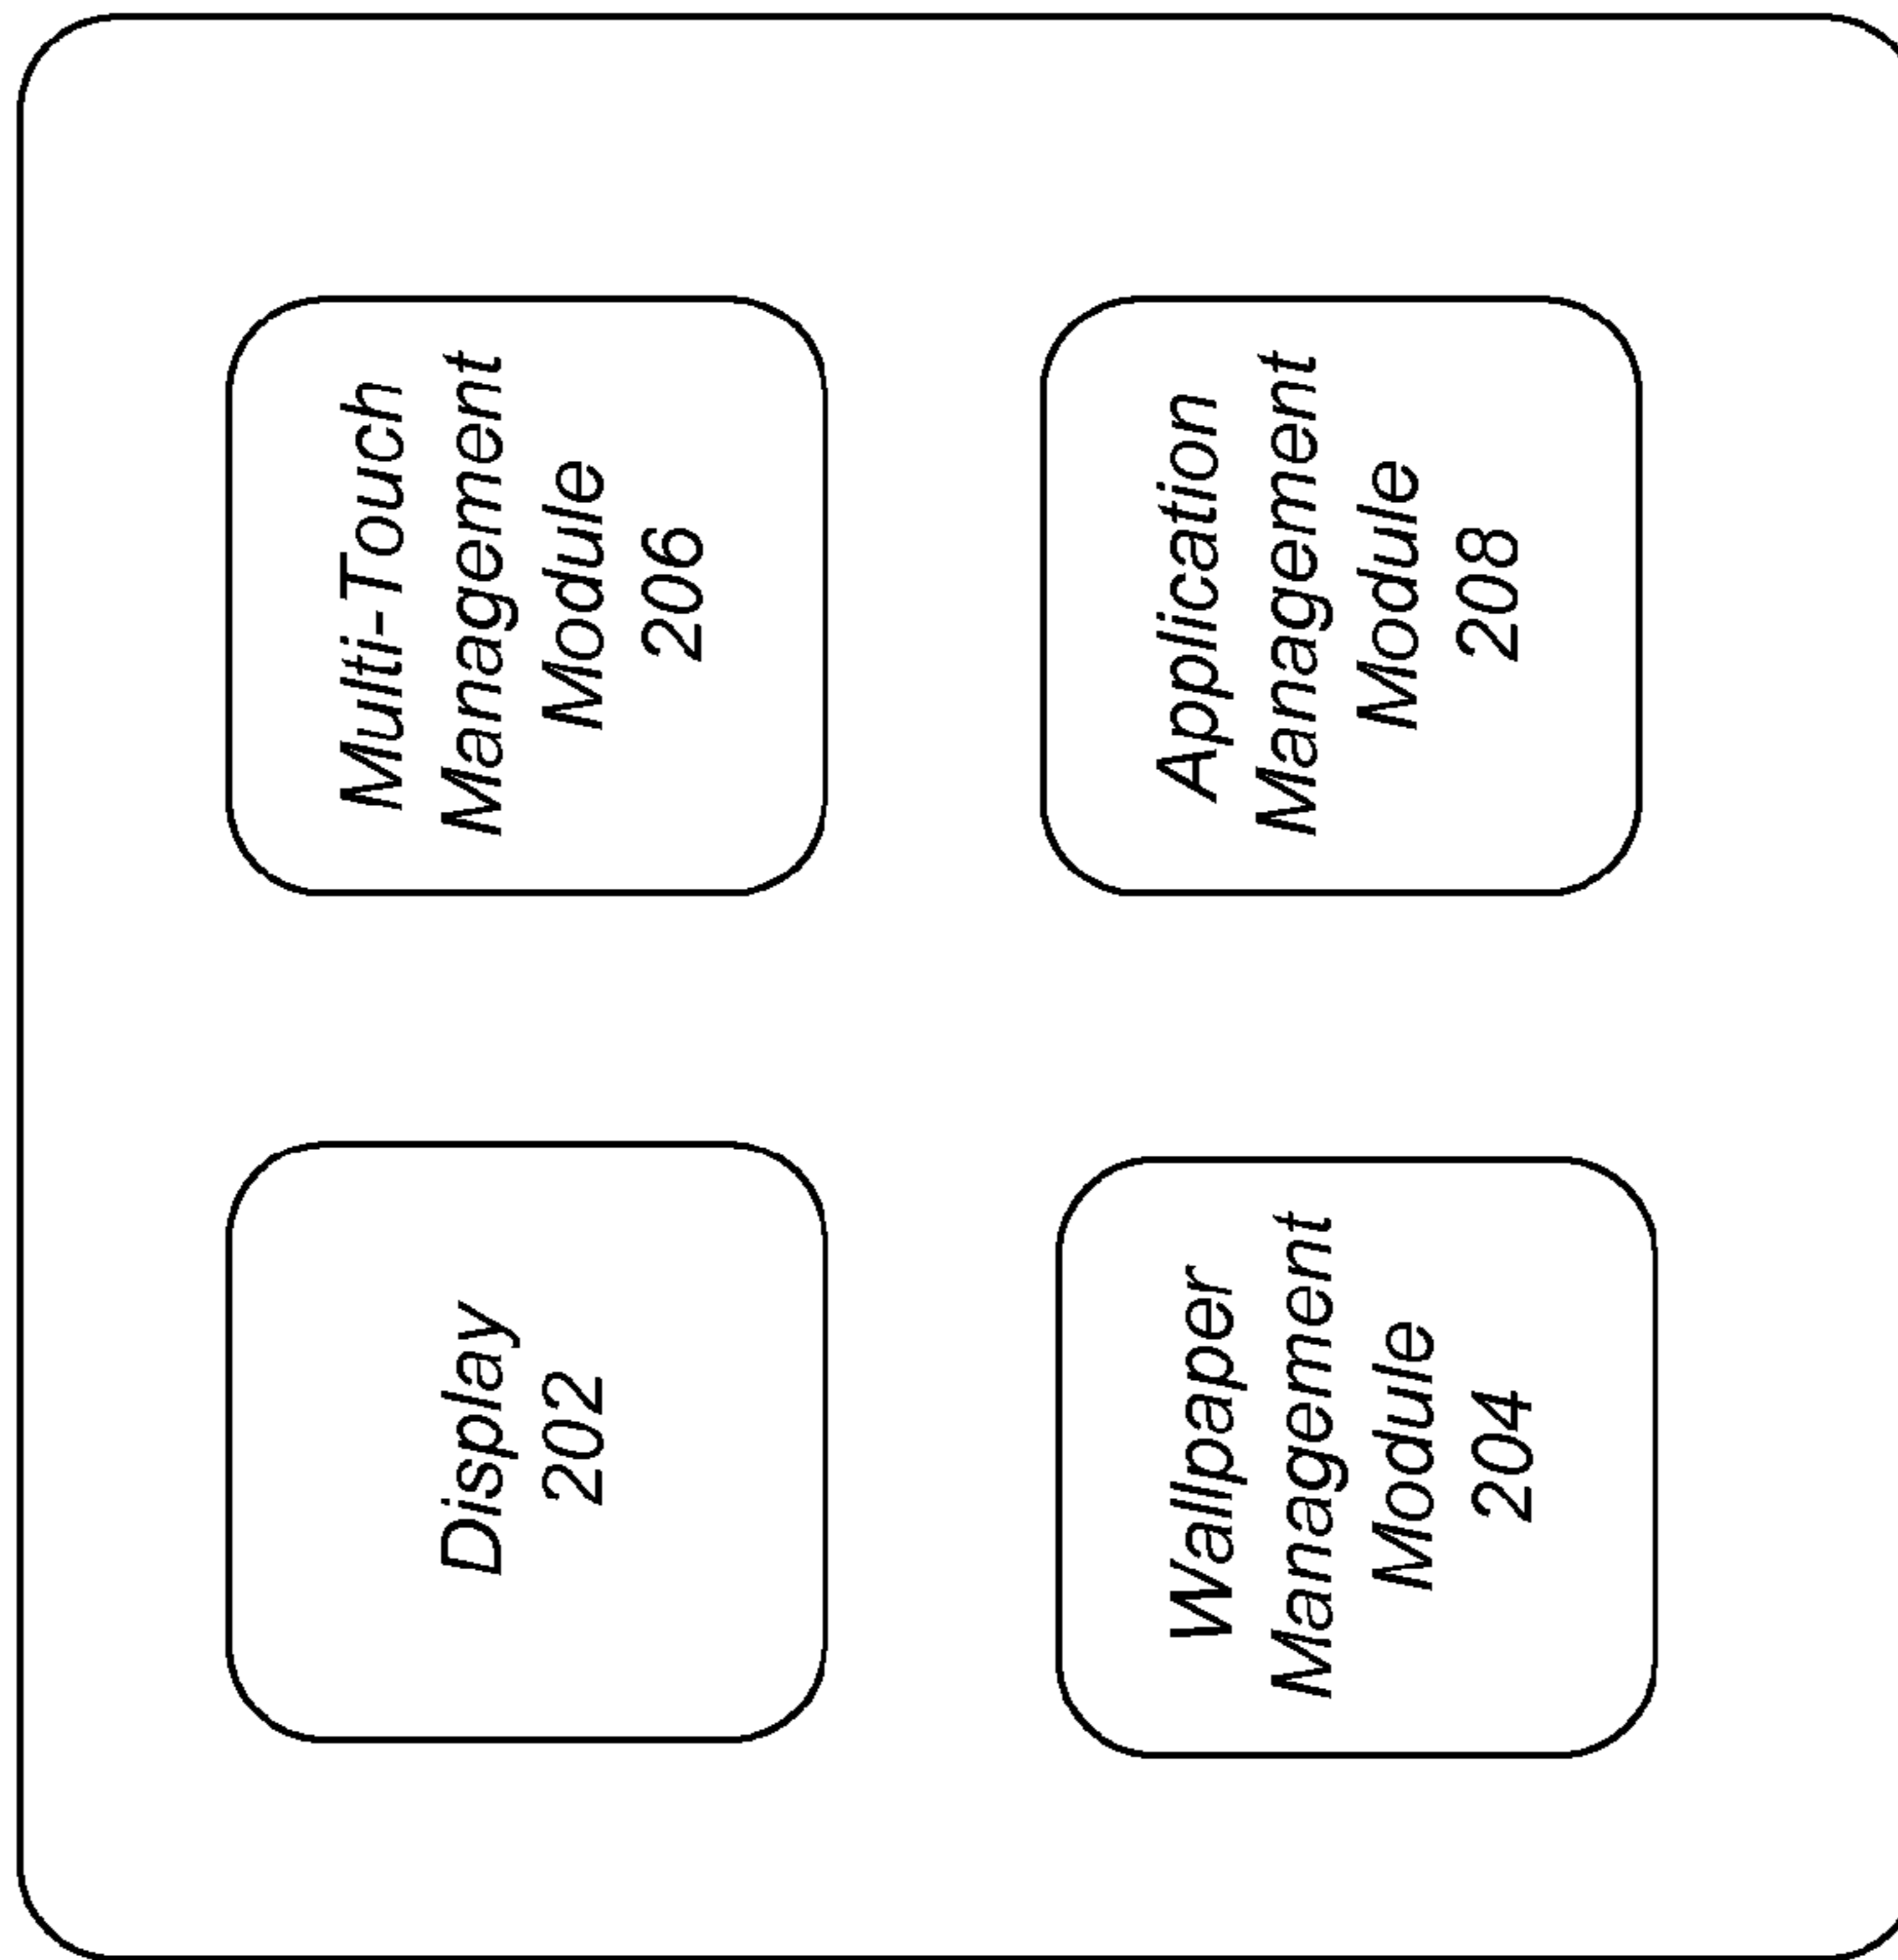 Display
202
Multi-Touch
Management
Module
206
Wallpaper
Management
Module
204
Application
Management
Module
208